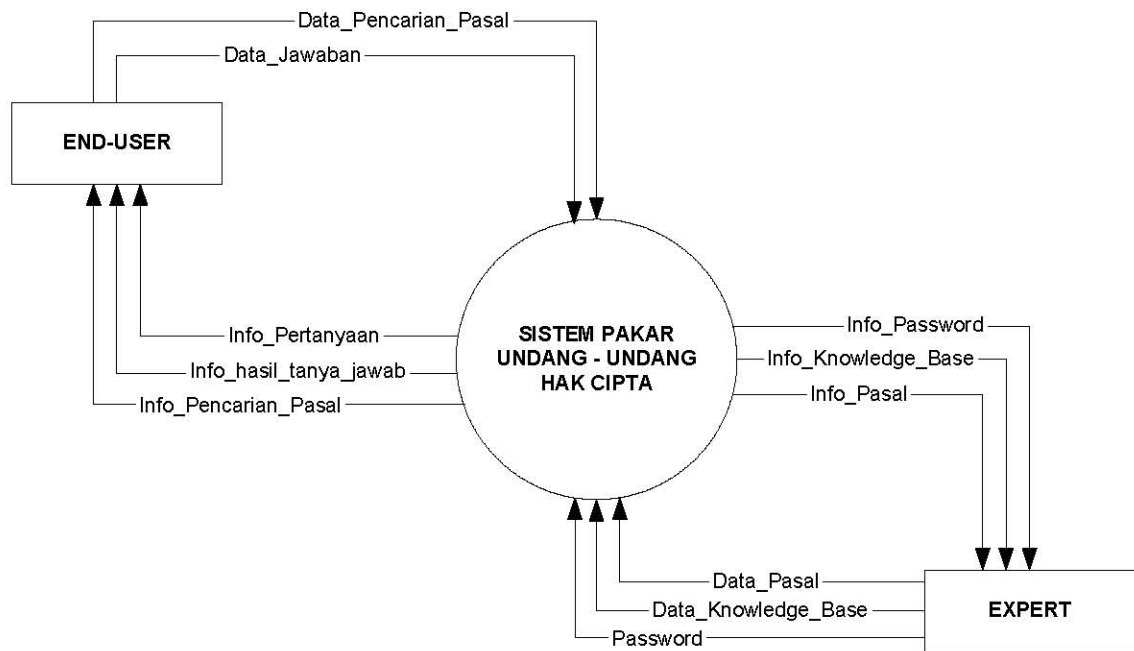 Data_Pencarian_Pasal
Data_Jawaban
END-USER
Info_Pertanyaan
Info_hasil_tanya_jawab
Info_Pencarian_Pasal
SISTEM PAKAR
UNDANG - UNDANG
HAK CIPTA
Info_Password
Info_Knowledge_Base
Info_Pasal
Data_Pasal
Data_Knowledge_Base
Password
EXPERT